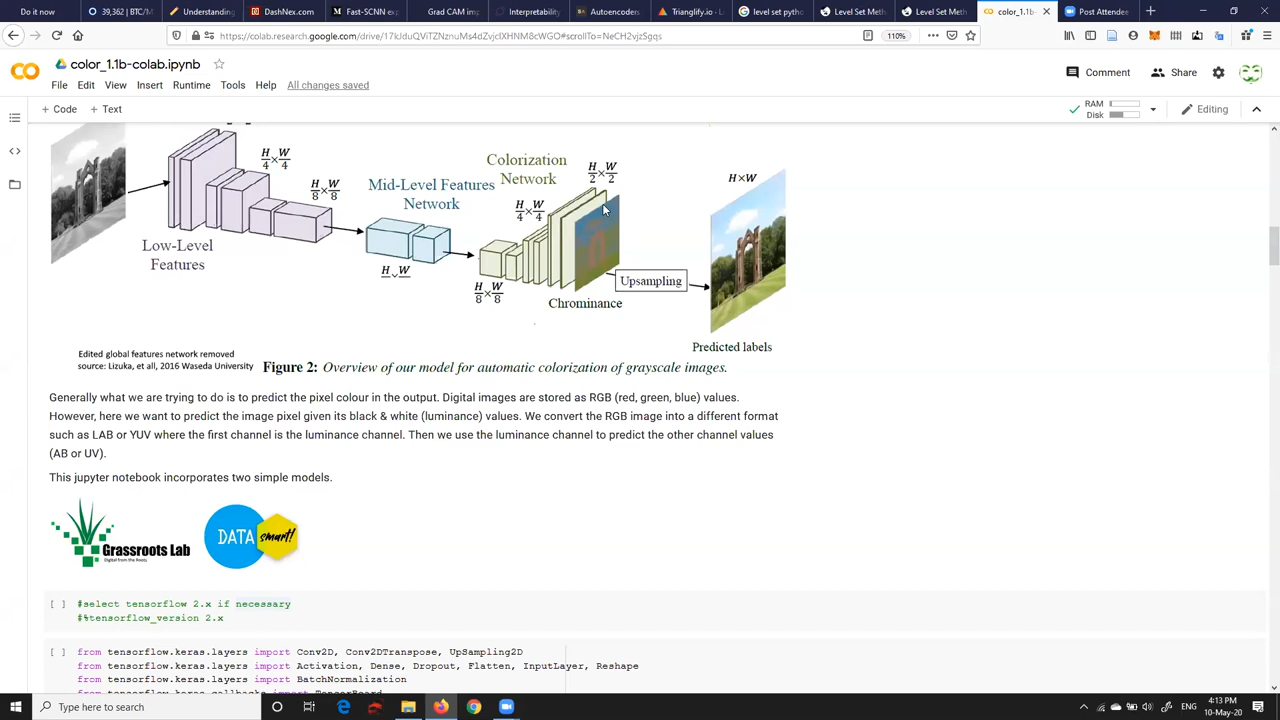 Do it now
39,362 | BTC/M
Understanding
DashNex.com
Fast-SCNN exp
Grad CAM imp
Interpretability
Autoencoders
Trianglify.io - L
level set pytho
Level Set Meth
Level Set Meth
color_1.1b-
Post Attendee
https://colab.research.google.com/drive/
110%
color_1.1b-colab.ipynb
Comment
Share
File Edit View Insert Runtime Tools Help All changes saved
+ Code + Text
RAM
Disk
Editing
H/4 × W/4
H/8 × W/8
Low-Level
Features
Mid-Level Features
Network
H × W
Colorization
Network
H/2 × W/2
H/4 × W/4
H/8 × W/8
Chrominance
Upsampling
H×W
Predicted labels
Edited global features network removed
source: Lizuka, et all, 2016 Waseda University
Figure 2: Overview of our model for automatic colorization of grayscale images.
Generally what we are trying to do is to predict the pixel colour in the output. Digital images are stored as RGB (red, green, blue) values.
However, here we want to predict the image pixel given its black & white (luminance) values. We convert the RGB image into a different format
such as LAB or YUV where the first channel is the luminance channel. Then we use the luminance channel to predict the other channel values
(AB or UV).
This jupyter notebook incorporates two simple models.
Grassroots Lab
Digital from the Roots
DATA smart!
[ ] #select tensorflow 2.x if necessary
#%tensorflow_version 2.x
[ ] from tensorflow.keras.layers import Conv2D, Conv2DTranspose, UpSampling2D
from tensorflow.keras.layers import Activation, Dense, Dropout, Flatten, InputLayer, Reshape
from tensorflow.keras.layers import BatchNormalization
from tensorflow.keras.callbacks import TensorBoard
Type here to search
ENG
4:13 PM
10-May-20